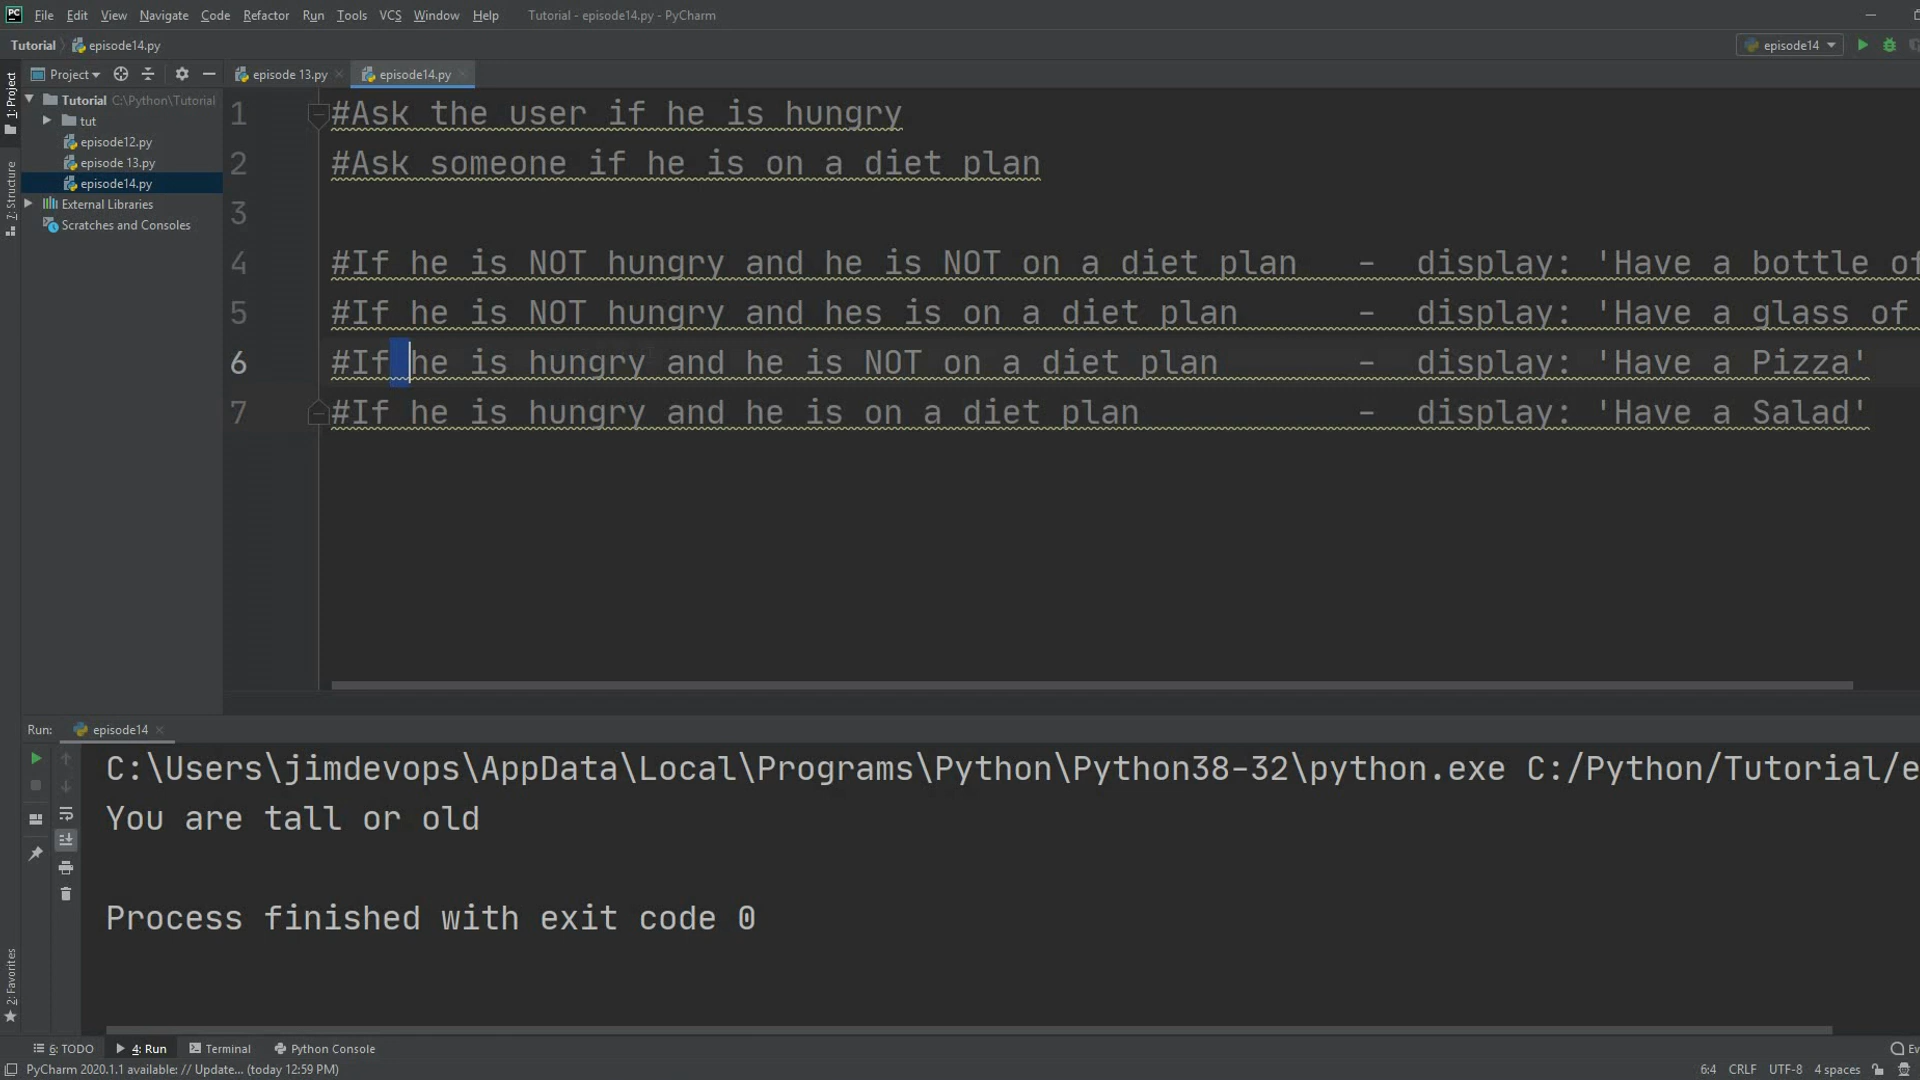 PC File Edit View Navigate Code Refactor Run Tools VCS Window Help Tutorial - episode14.py - PyCharm
Tutorial episode14.py episode14
1: Project
Project episode 13.py episode14.py
Tutorial C:\Python\Tutorial
tut
episode12.py
episode 13.py
episode14.py
External Libraries
Scratches and Consoles
7: Structure
1 #Ask the user if he is hungry
2 #Ask someone if he is on a diet plan
3
4 #If he is NOT hungry and he is NOT on a diet plan - display: 'Have a bottle of
5 #If he is NOT hungry and hes is on a diet plan - display: 'Have a glass of
6 #If he is hungry and he is NOT on a diet plan - display: 'Have a Pizza'
7 #If he is hungry and he is on a diet plan - display: 'Have a Salad'
Run: episode14
C:\Users\jimdevops\AppData\Local\Programs\Python\Python38-32\python.exe C:/Python/Tutorial/e
You are tall or old
Process finished with exit code 0
2: Favorites
6: TODO 4: Run Terminal Python Console Ev
PyCharm 2020.1.1 available: // Update... (today 12:59 PM) 6:4 CRLF UTF-8 4 spaces